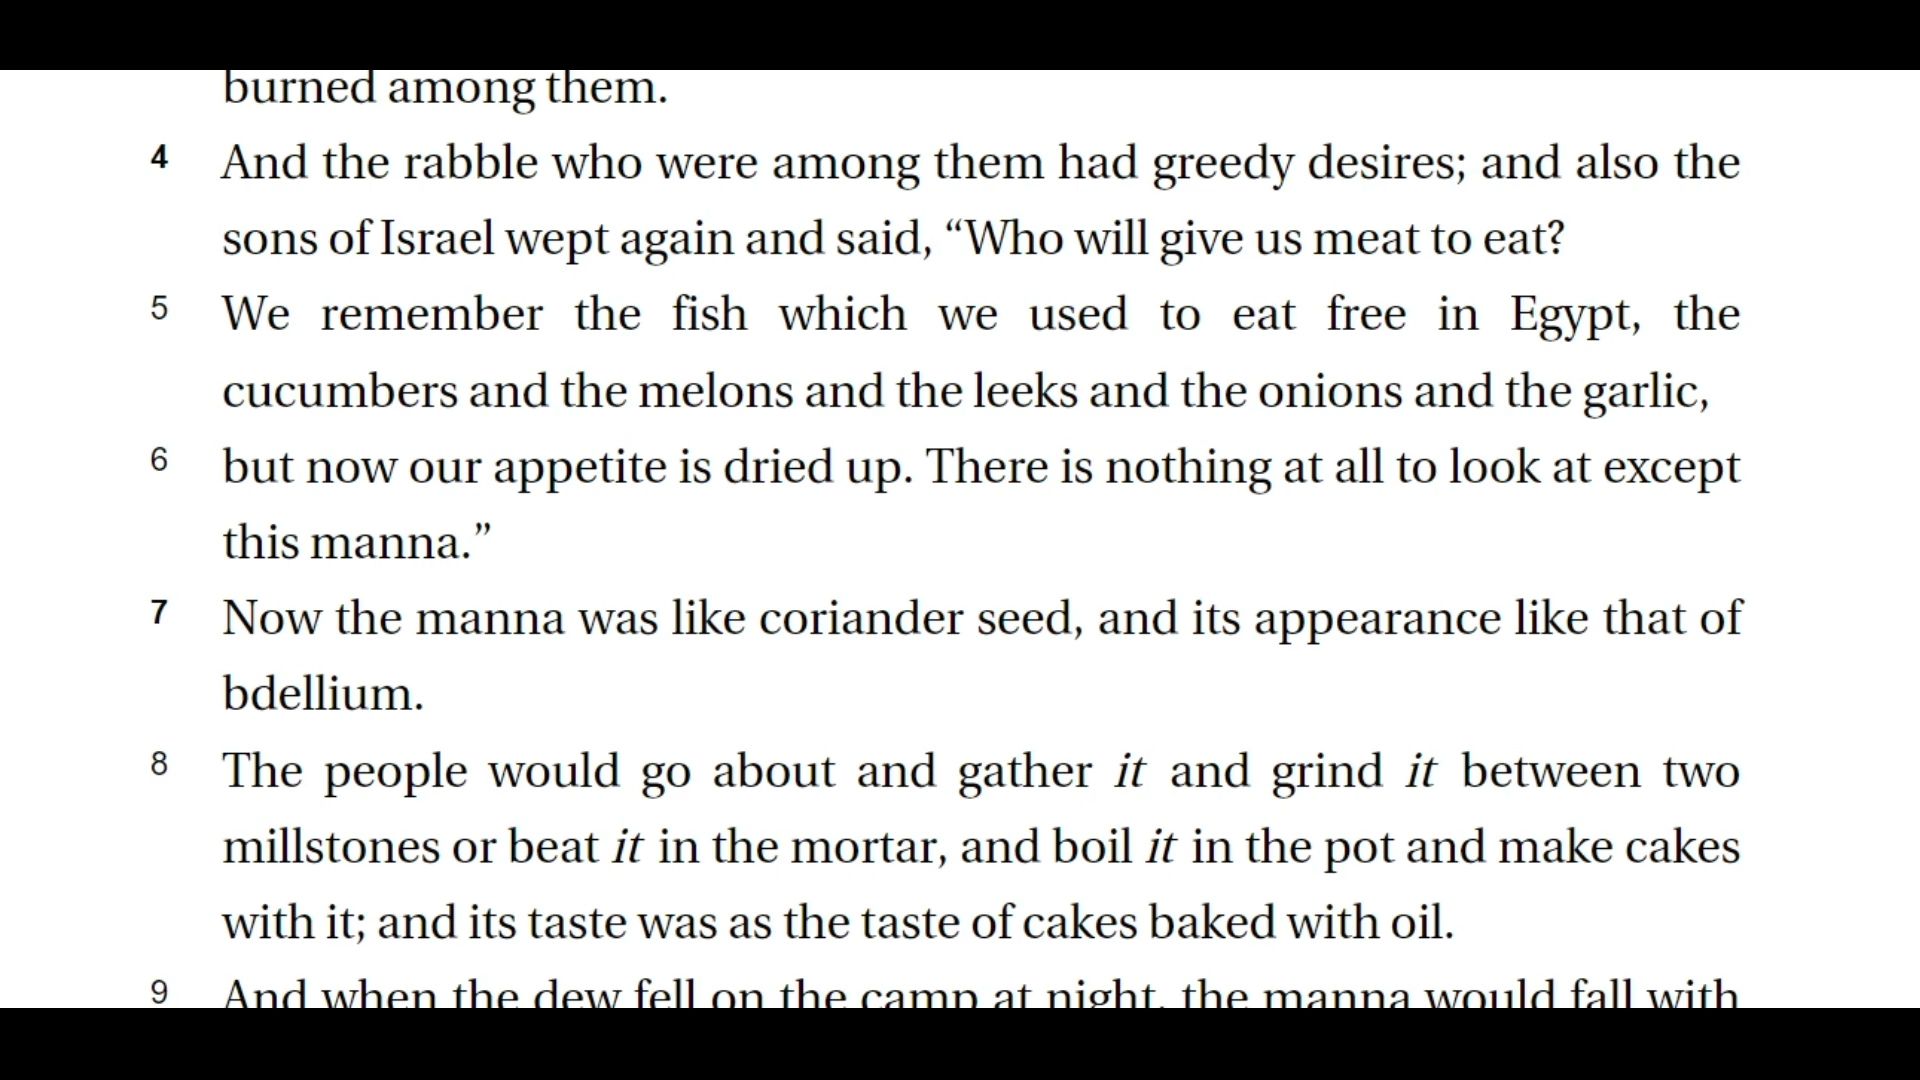 burned among them.
4 And the rabble who were among them had greedy desires; and also the
sons of Israel wept again and said, “Who will give us meat to eat?
5 We remember the fish which we used to eat free in Egypt, the
cucumbers and the melons and the leeks and the onions and the garlic,
6 but now our appetite is dried up. There is nothing at all to look at except
this manna.”
7 Now the manna was like coriander seed, and its appearance like that of
bdellium.
8 The people would go about and gather it and grind it between two
millstones or beat it in the mortar, and boil it in the pot and make cakes
with it; and its taste was as the taste of cakes baked with oil.
9 And when the dew fell on the camp at night, the manna would fall with